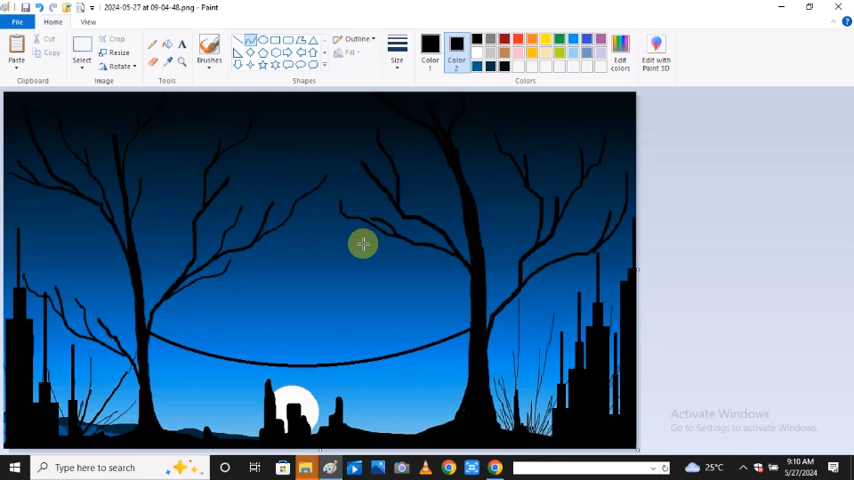 2024-05-27 at 09-04-48.png - Paint
File
Home
View
Paste
Cut
Copy
Clipboard
Select
Crop
Resize
Rotate
Image
Tools
Brushes
Outline
Fill
Shapes
Size
Color
1
Color
2
Colors
Edit
colors
Edit with
Paint 3D
Activate Windows
Go to Settings to activate Windows.
Type here to search
25°C
9:10 AM
5/27/2024